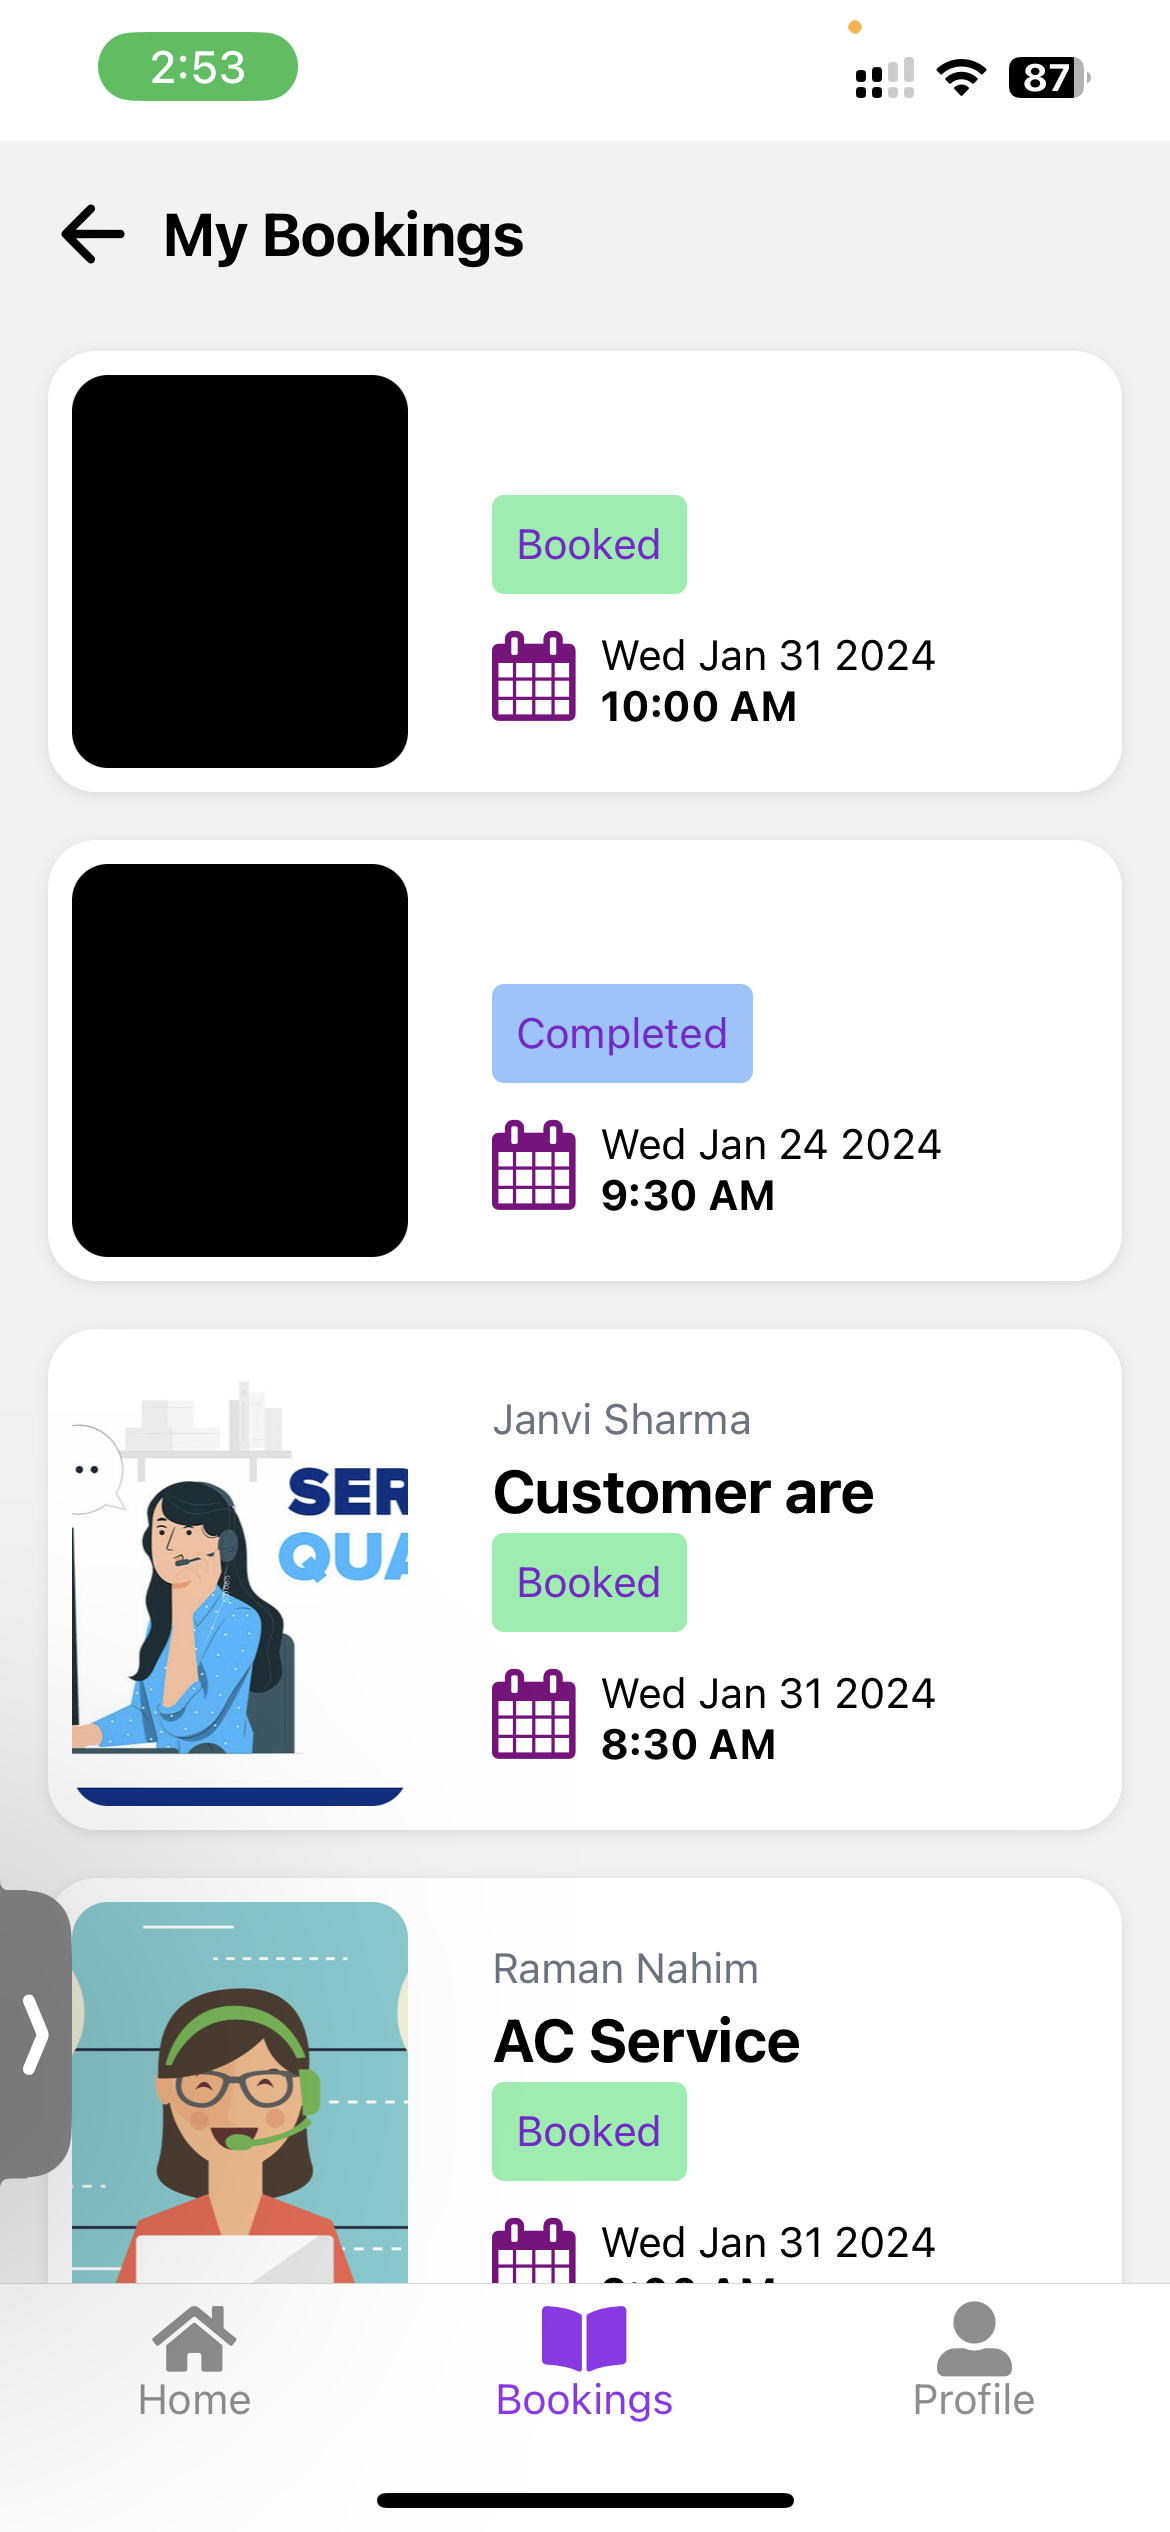 2:53
87
My Bookings
Booked
Wed Jan 31 2024
10:00 AM
Completed
Wed Jan 24 2024
9:30 AM
Janvi Sharma
Customer are
SER
QUA
Booked
Wed Jan 31 2024
8:30 AM
Raman Nahim
AC Service
Booked
Wed Jan 31 2024
Home
Bookings
Profile